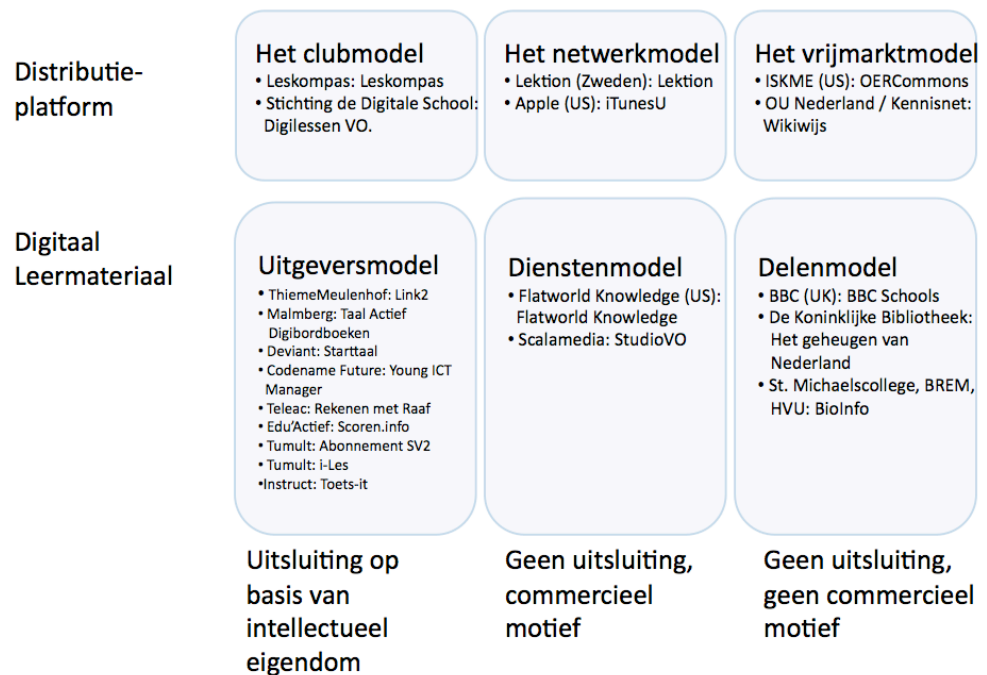 Distributie-
platform
Het clubmodel
• Leskompas: Leskompas
• Stichting de Digitale School:
Digilessen VO.
Het netwerkmodel
• Lektion (Zweden): Lektion
• Apple (US): iTunesU
Het vrijmarktmodel
• ISKME (US): OERCommons
• OU Nederland / Kennisnet:
Wikiwijs
Digitaal
Leermateriaal
Uitgeversmodel
• ThiemeMeulenhof: Link2
• Malmberg: Taal Actief
Digibordboeken
• Deviant: Starttaal
• Codename Future: Young ICT
Manager
• Teleac: Rekenen met Raaf
• Edu'Actief: Scoren.info
• Tumult: Abonnement SV2
• Tumult: i-Les
•Instruct: Toets-it
Dienstenmodel
• Flatworld Knowledge (US):
Flatworld Knowledge
• Scalamedia: StudioVO
Delenmodel
• BBC (UK): BBC Schools
• De Koninklijke Bibliotheek:
Het geheugen van
Nederland
• St. Michaelscollege, BREM,
HVU: BioInfo
Uitsluiting op
basis van
intellectueel
eigendom
Geen uitsluiting,
commercieel
motief
Geen uitsluiting,
geen commercieel
motief